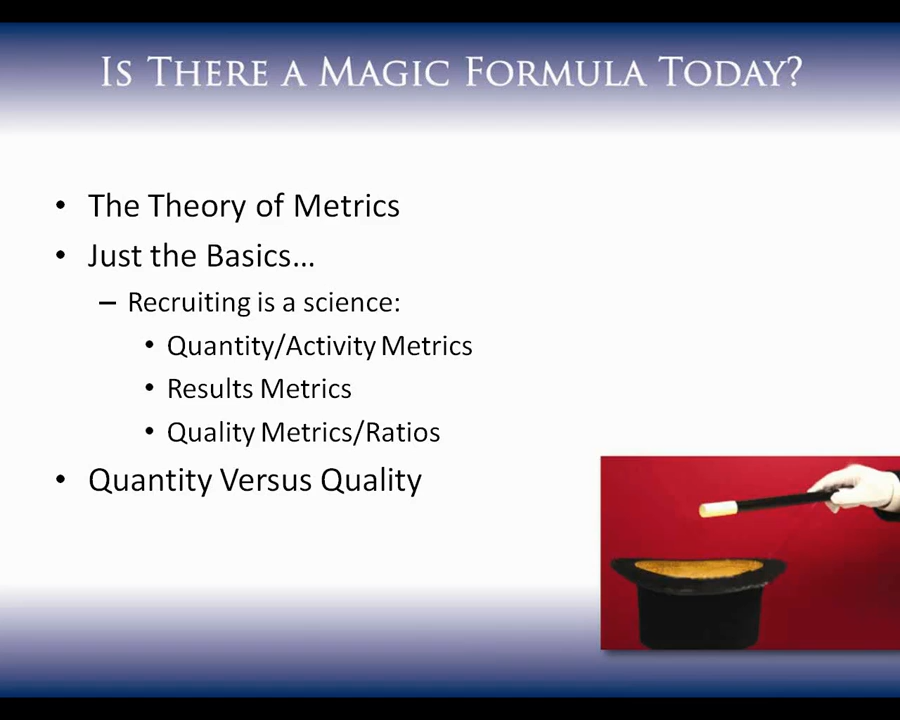 Is There a Magic Formula Today?
• The Theory of Metrics
• Just the Basics...
– Recruiting is a science:
• Quantity/Activity Metrics
• Results Metrics
• Quality Metrics/Ratios
• Quantity Versus Quality